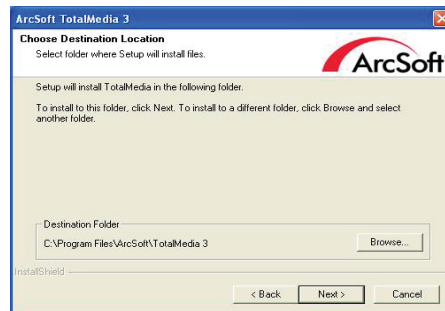 ArcSoft TotalMedia 3
Choose Destination Location
Select folder where Setup will install files.
ArcSoft
Setup will install TotalMedia in the following folder.
To install to this folder, click Next. To install to a different folder, click Browse and select
another folder.
Destination Folder
C:\Program Files\ArcSoft\TotalMedia 3
Browse...
InstallShield
< Back
Next >
Cancel